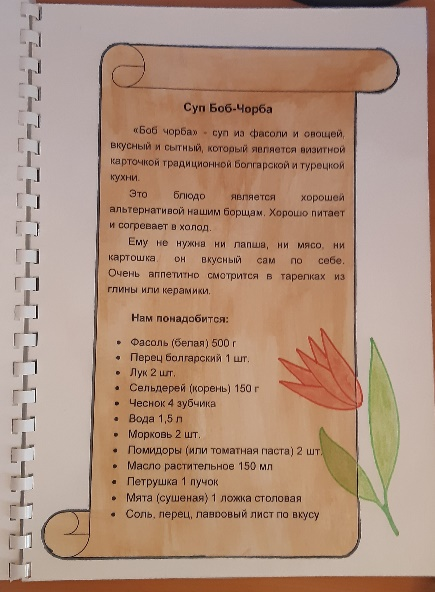 Суп Боб-Чорба
«Боб чорба» - суп из фасоли и овощей,
вкусный и сытный, который является визитной
карточкой традиционной болгарской и турецкой
кухни.
Это блюдо является хорошей
альтернативой нашим борщам. Хорошо питает
и согревает в холод.
Ему не нужна ни лапша, ни мясо, ни
картошка он вкусный сам по себе.
Очень аппетитно смотрится в тарелках из
глины или керамики.
Нам понадобится:
• Фасоль (белая) 500 г
• Перец болгарский 1 шт.
• Лук 2 шт.
• Сельдерей (корень) 150 г
• Чеснок 4 зубчика
• Вода 1,5 л
• Морковь 2 шт.
• Помидоры (или томатная паста) 2 шт.
• Масло растительное 150 мл
• Петрушка 1 пучок
• Мята (сушеная) 1 ложка столовая
• Соль, перец, лавровый лист по вкусу